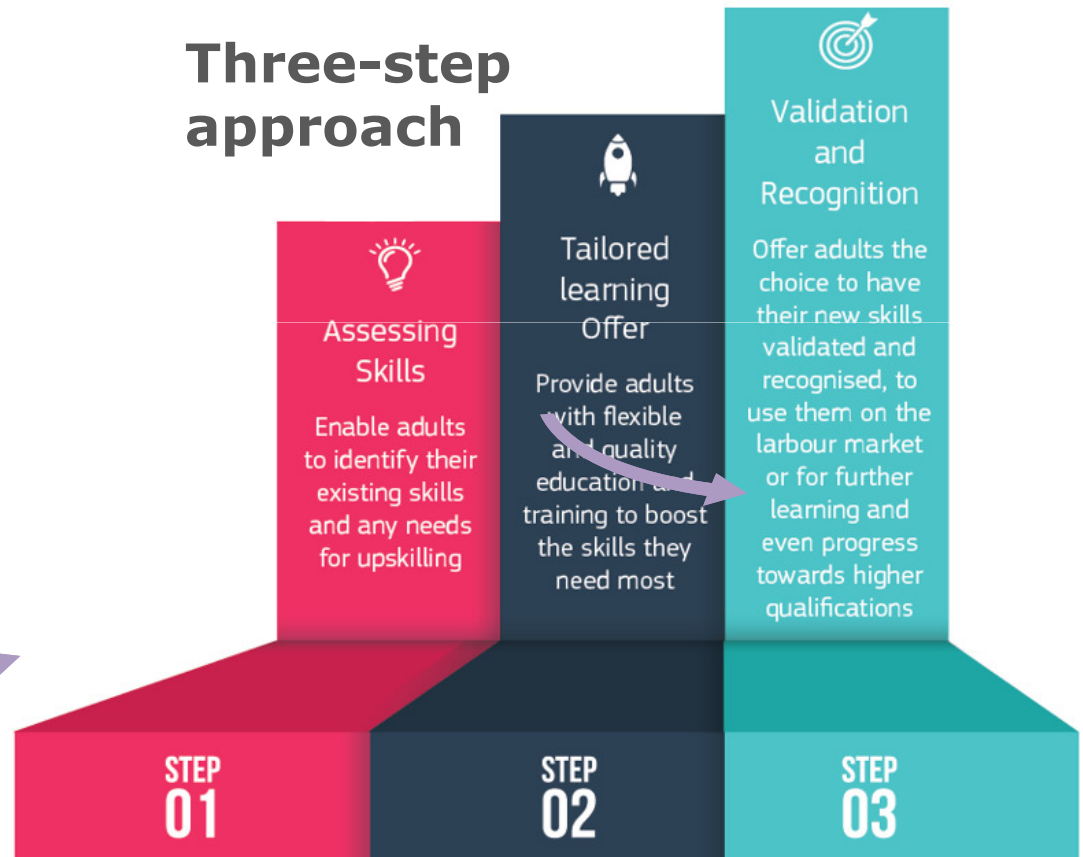 Three-step
approach
Assessing
Skills
Enable adults
to identify their
existing skills
and any needs
for upskilling
Tailored
learning
Offer
Provide adults
with flexible
and quality
education and
training to boost
the skills they
need most
Validation
and
Recognition
Offer adults the
choice to have
their new skills
validated and
recognised, to
use them on the
larbour market
or for further
learning and
even progress
towards higher
qualifications
STEP
01
STEP
02
STEP
03